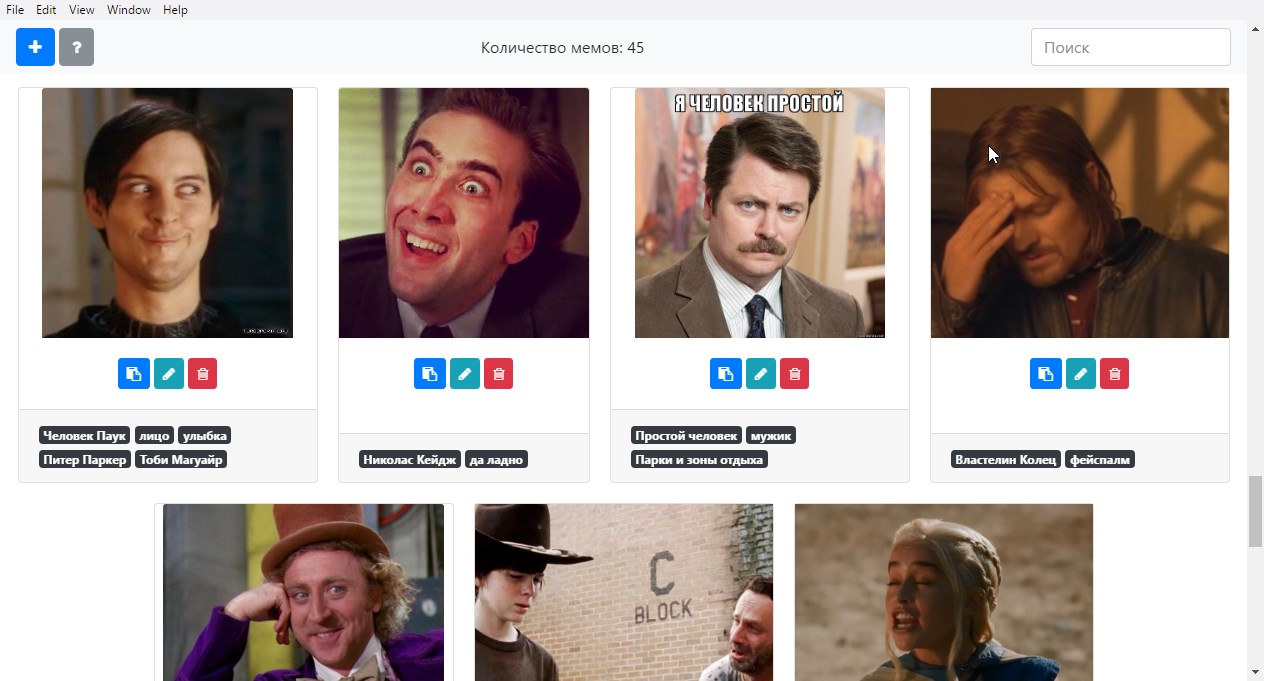 File Edit View Window Help
? Количество мемов: 45 Поиск
Я ЧЕЛОВЕК ПРОСТОЙ
Человек Паук лицо улыбка
Питер Паркер Тоби Магуайр
Николас Кейдж да ладно
Простой человек мужик
Парки и зоны отдыха
Властелин Колец фейспалм
C
BLOCK